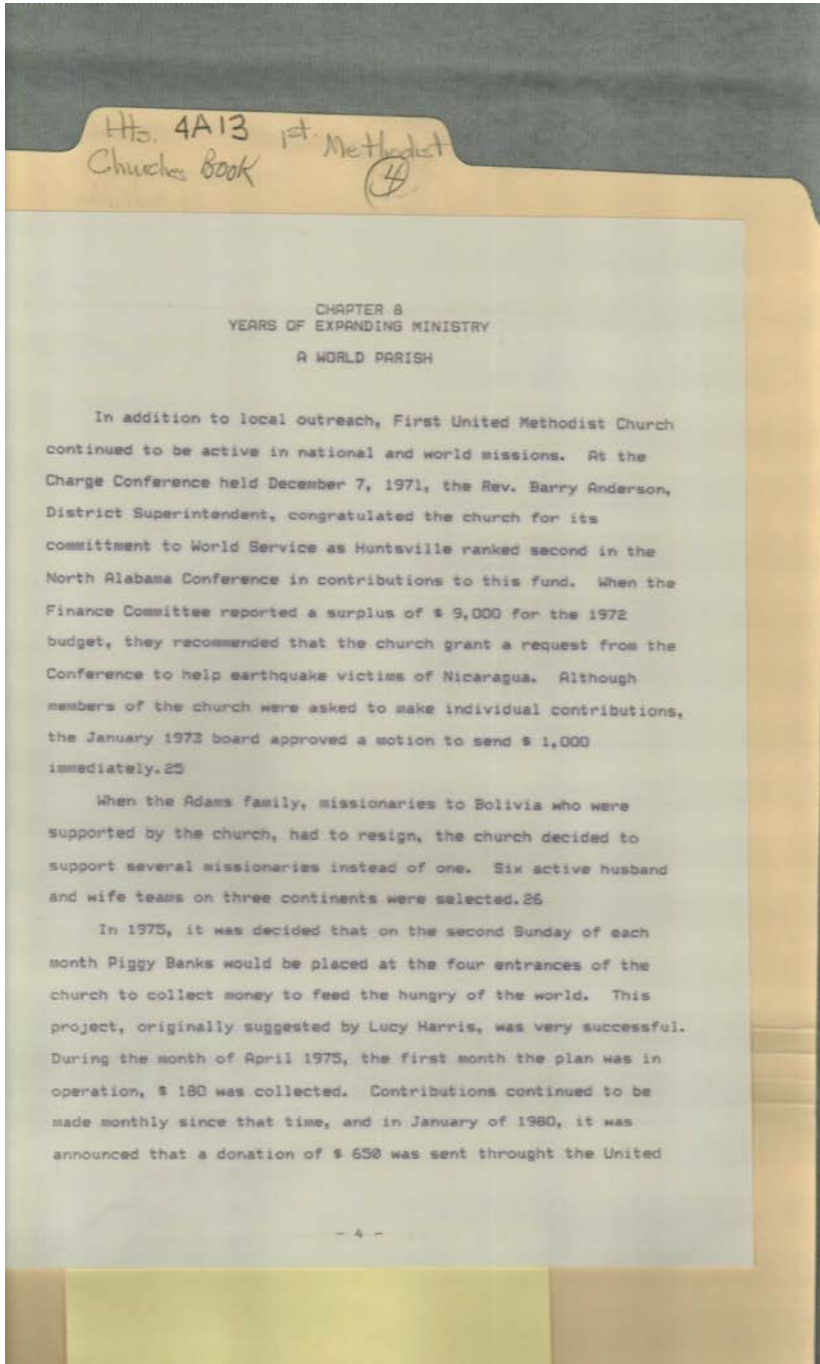 Hts. 4A13 1st. Methodist
Churches Book 4
CHAPTER 8
YEARS OF EXPANDING MINISTRY
A WORLD PARISH
In addition to local outreach, First United Methodist Church
continued to be active in national and world missions. At the
Charge Conference held December 7, 1971, the Rev. Barry Anderson,
District Superintendent, congratulated the church for its
committment to World Service as Huntsville ranked second in the
North Alabama Conference in contributions to this fund. When the
Finance Committee reported a surplus of $ 9,000 for the 1972
budget, they recommended that the church grant a request from the
Conference to help earthquake victims of Nicaragua. Although
members of the church were asked to make individual contributions,
the January 1973 board approved a motion to send $ 1,000
immediately.25
When the Adams family, missionaries to Bolivia who were
supported by the church, had to resign, the church decided to
support several missionaries instead of one. Six active husband
and wife teams on three continents were selected.26
In 1975, it was decided that on the second Sunday of each
month Piggy Banks would be placed at the four entrances of the
church to collect money to feed the hungry of the world. This
project, originally suggested by Lucy Harris, was very successful.
During the month of April 1975, the first month the plan was in
operation, $ 180 was collected. Contributions continued to be
made monthly since that time, and in January of 1980, it was
announced that a donation of $ 650 was sent throught the United
- 4 -